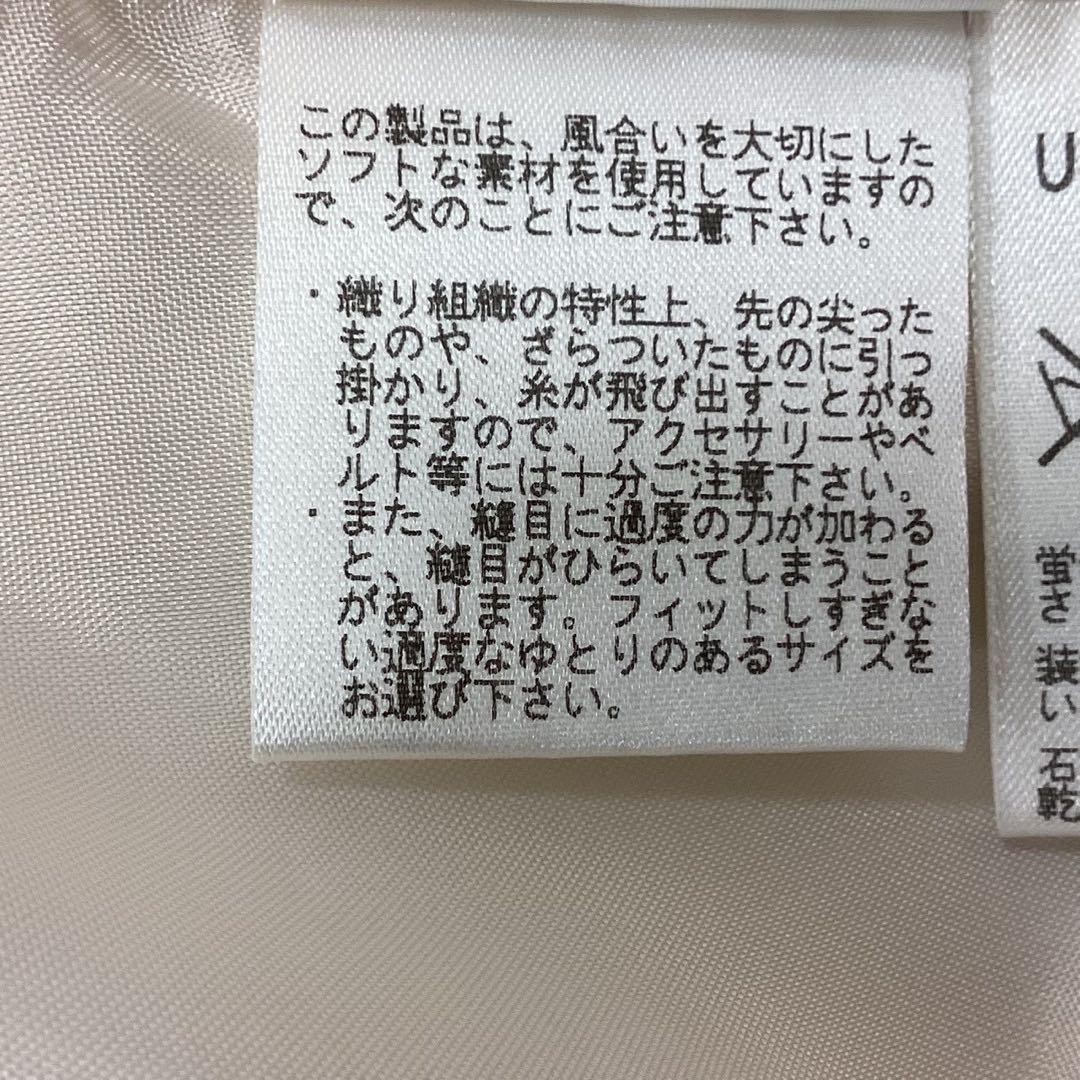 この製品は、風合いを大切にした
ソフトな素材を使用していますの
で、次のことにご注意下さい。
・織り組織の特性上、先の尖った
ものや、ざらついたものに引っ
掛かり、糸が飛び出すことがあ
りますので、アクセサリーやベ
ルト等には十分ご注意下さい。
・また、縫目に過度の力が加わる
と、縫目がひらいてしまうこと
があります。フィットしすぎな
い適度なゆとりのあるサイズを
お選び下さい。
U
蛍
さ
装
い
石
乾